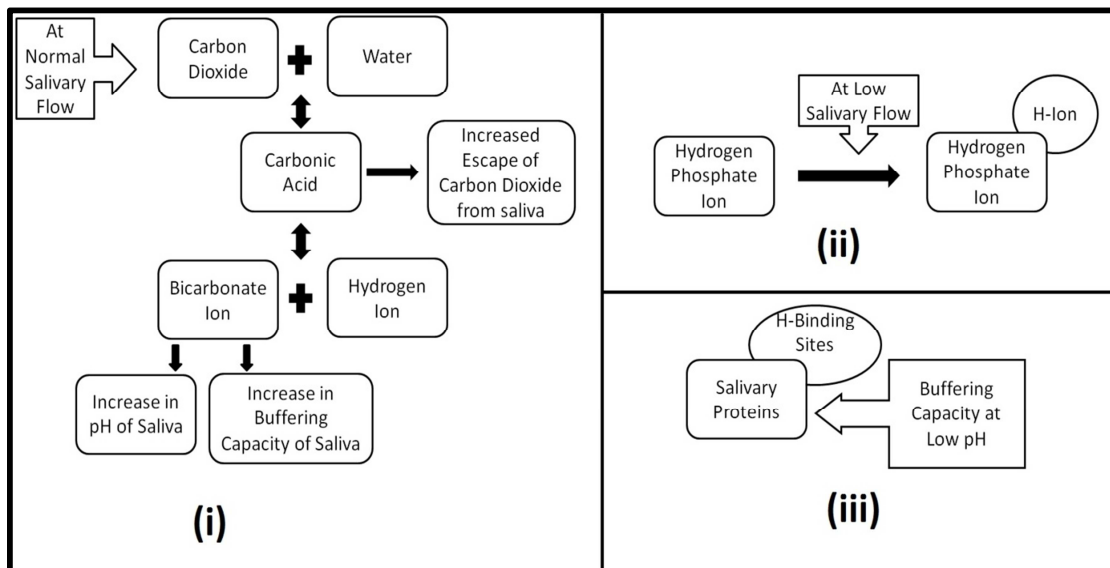 At
Normal
Salivary
Flow
Carbon
Dioxide
Water
Carbonic
Acid
Increased
Escape of
Carbon Dioxide
from saliva
Bicarbonate
Ion
Hydrogen
Ion
Increase in
pH of Saliva
Increase in
Buffering
Capacity of Saliva
(i)
At Low
Salivary Flow
Hydrogen
Phosphate
Ion
H-Ion
Hydrogen
Phosphate
Ion
(ii)
H-Binding
Sites
Salivary
Proteins
Buffering
Capacity at
Low pH
(iii)